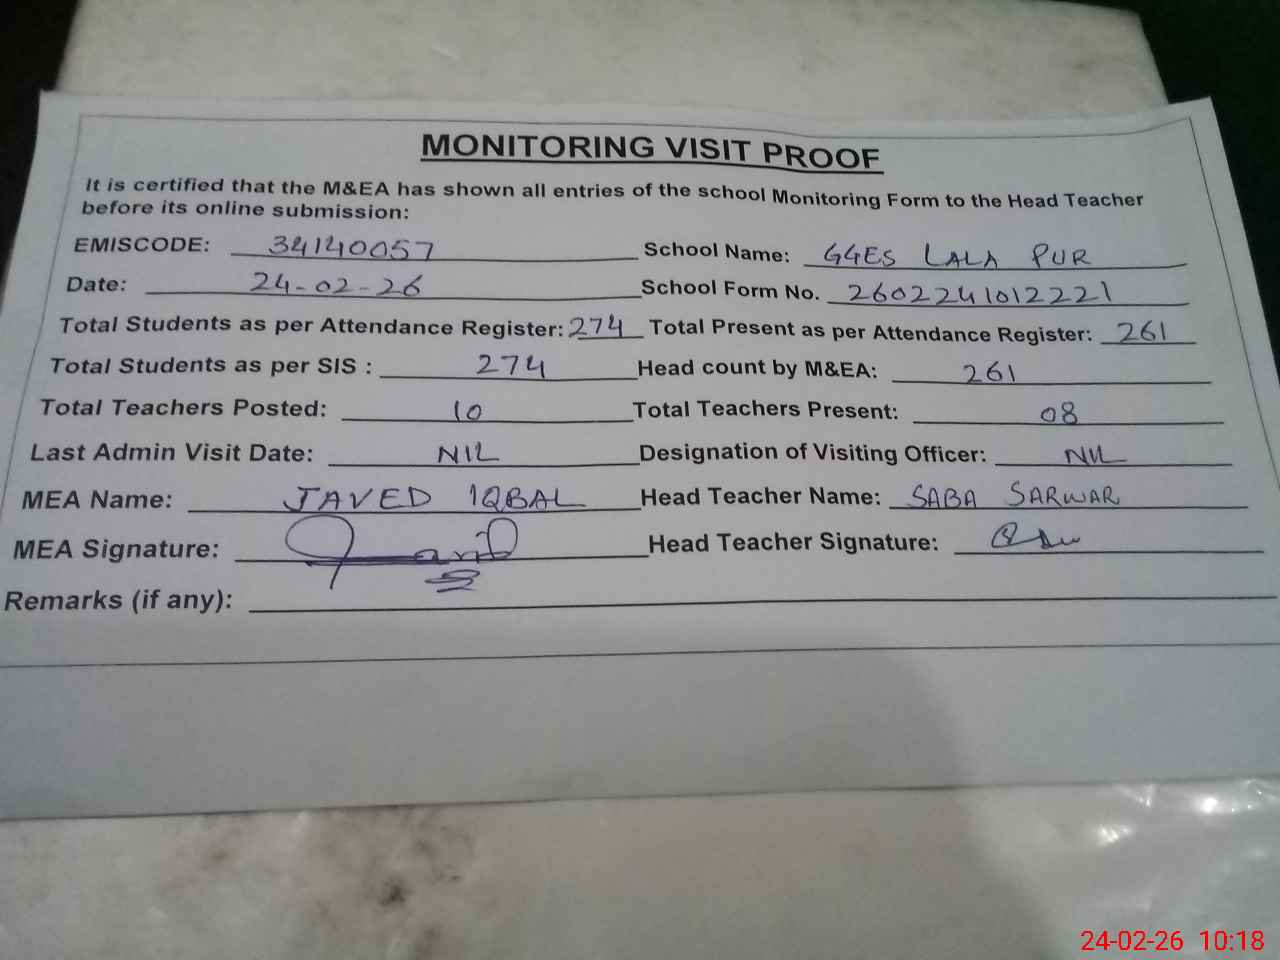 MONITORING VISIT PROOF
It is certified that the M&EA has shown all entries of the school Monitoring Form to the Head Teacher
before its online submission:
EMISCODE: 34140057 School Name: GGES LALA PUR
Date: 24-02-26 School Form No. 2602241012221
Total Students as per Attendance Register: 274 Total Present as per Attendance Register: 261
Total Students as per SIS : 274 Head count by M&EA: 261
Total Teachers Posted: 10 Total Teachers Present: 08
Last Admin Visit Date: NIL Designation of Visiting Officer: NIL
MEA Name: JAVED IQBAL Head Teacher Name: SABA SARWAR
MEA Signature: Head Teacher Signature:
Remarks (if any):
24-02-26 10:18